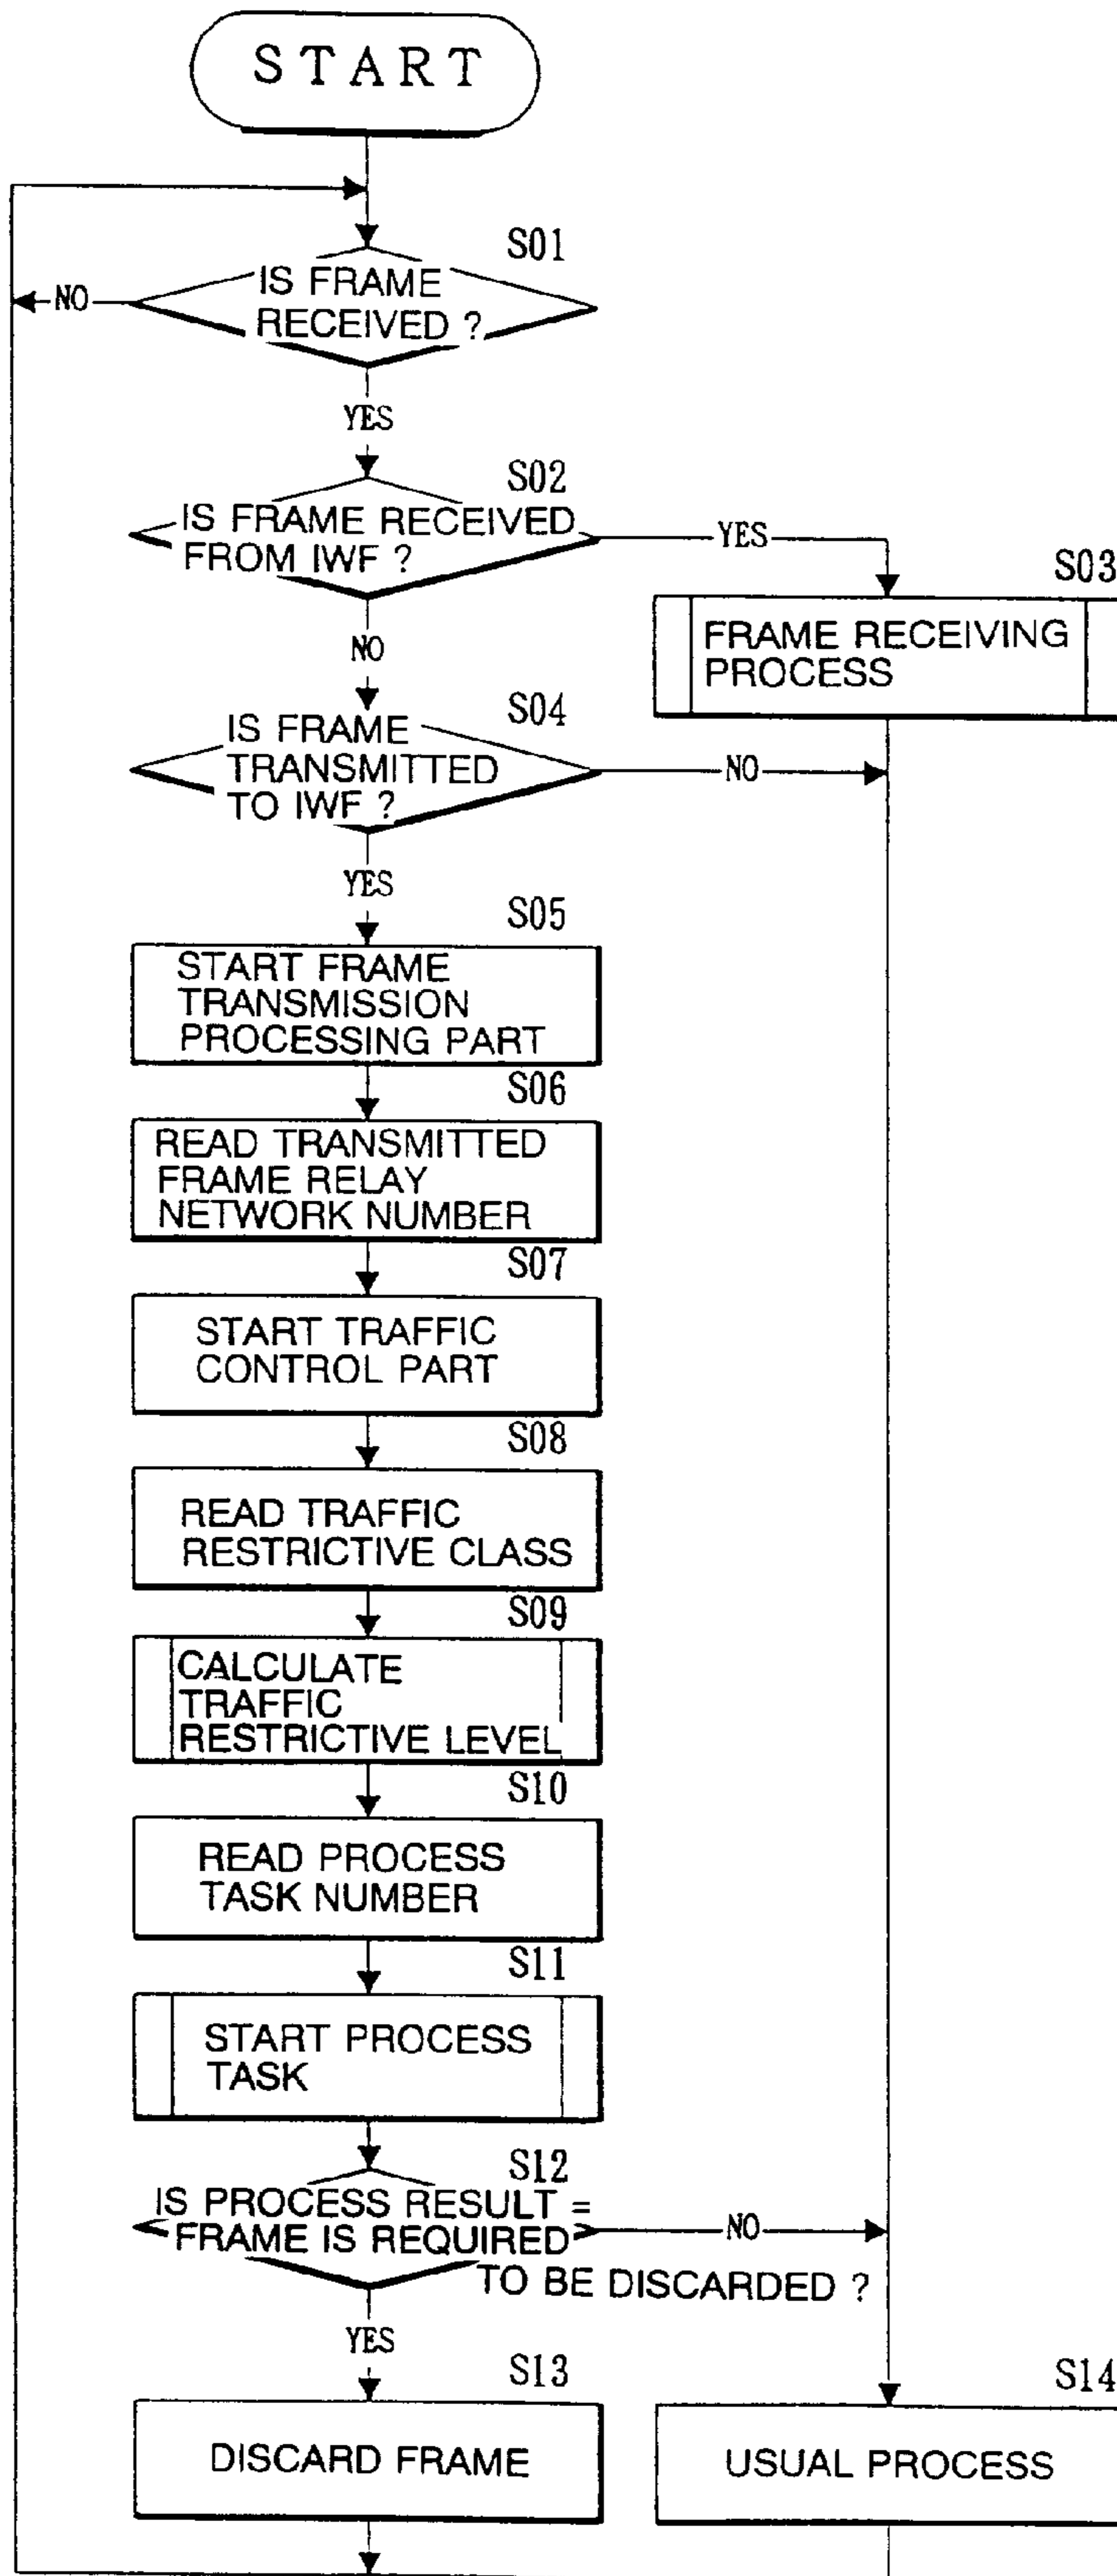 START
S01
IS FRAME
RECEIVED ?
NO
YES
S02
IS FRAME RECEIVED
FROM IWF ?
YES
S03
FRAME RECEIVING
PROCESS
NO
S04
IS FRAME
TRANSMITTED
TO IWF ?
NO
YES
S05
START FRAME
TRANSMISSION
PROCESSING PART
S06
READ TRANSMITTED
FRAME RELAY
NETWORK NUMBER
S07
START TRAFFIC
CONTROL PART
S08
READ TRAFFIC
RESTRICTIVE CLASS
S09
CALCULATE
TRAFFIC
RESTRICTIVE LEVEL
S10
READ PROCESS
TASK NUMBER
S11
START PROCESS
TASK
S12
IS PROCESS RESULT =
FRAME IS REQUIRED
TO BE DISCARDED ?
NO
YES
S13
DISCARD FRAME
S14
USUAL PROCESS